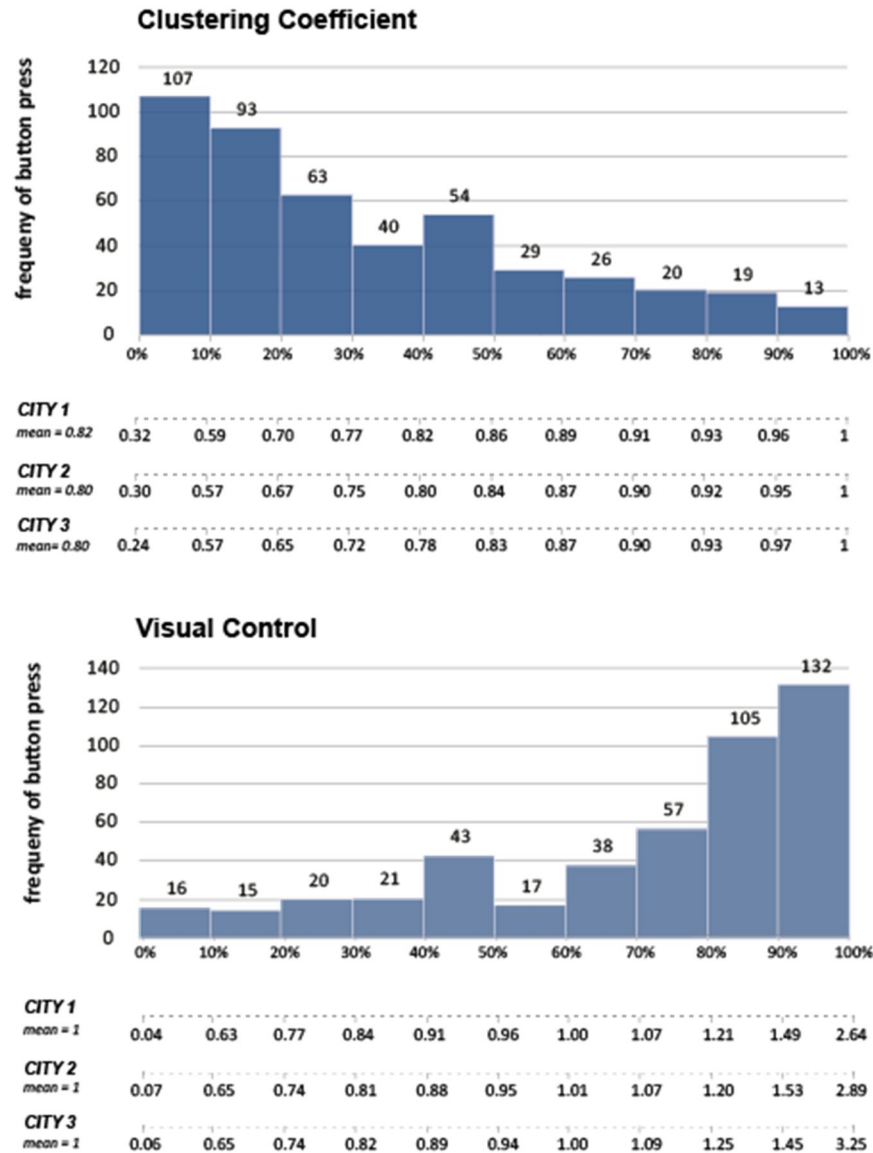 Clustering Coefficient
frequeny of button press
120
100
80
60
40
20
0
107
93
63
40
54
29
26
20
19
13
0% 10% 20% 30% 40% 50% 60% 70% 80% 90% 100%
CITY 1
mean = 0.82 0.32 0.59 0.70 0.77 0.82 0.86 0.89 0.91 0.93 0.96 1
CITY 2
mean = 0.80 0.30 0.57 0.67 0.75 0.80 0.84 0.87 0.90 0.92 0.95 1
CITY 3
mean= 0.80 0.24 0.57 0.65 0.72 0.78 0.83 0.87 0.90 0.93 0.97 1
Visual Control
frequeny of button press
140
120
100
80
60
40
20
0
16
15
20
21
43
17
38
57
105
132
0% 10% 20% 30% 40% 50% 60% 70% 80% 90% 100%
CITY 1
mean = 1 0.04 0.63 0.77 0.84 0.91 0.96 1.00 1.07 1.21 1.49 2.64
CITY 2
mean = 1 0.07 0.65 0.74 0.81 0.88 0.95 1.01 1.07 1.20 1.53 2.89
CITY 3
mean = 1 0.06 0.65 0.74 0.82 0.89 0.94 1.00 1.09 1.25 1.45 3.25